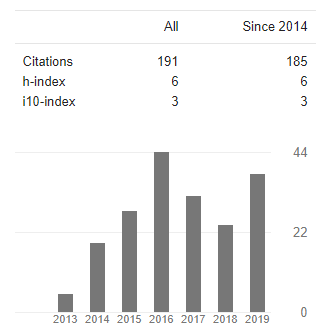 All Since 2014
Citations 191 185
h-index 6 6
i10-index 3 3
44
22
0
2013 2014 2015 2016 2017 2018 2019